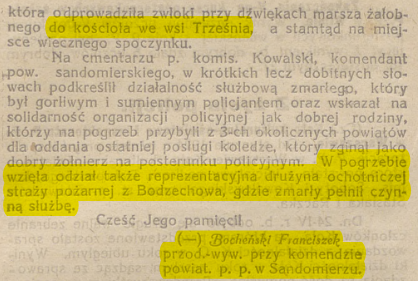 która odprowadziła zwłoki przy dźwiękach marsza żałob-
nego do kościoła we wsi Trześnia, a stamtąd na miej-
sce wiecznego spoczynku.
Na cmentarzu p. komis. Kowalski, komendant
pow. sandomierskiego, w krótkich lecz dobitnych sło-
wach podkreślił działalność służbową zmarłego, który
był gorliwym i sumiennym policjantem oraz wskazał na
solidarność organizacji policyjnej jak dobrej rodziny,
którzy na pogrzeb przybyli z 3-ch okolicznych powiatów
dla oddania ostatniej posługi koledze, który zginął jako
dobry żołnierz na posterunku policyjnym. W pogrzebie
wzięła odział także reprezentacyjna drużyna ochotniczej
straży pożarnej z Bodzechowa, gdzie zmarły pełnił czyn-
ną służbę.
Cześć Jego pamięci!
(—) Bocheński Franciszek
przod.-wyw. przy komendzie
powiat. p. p. w Sandomierzu.